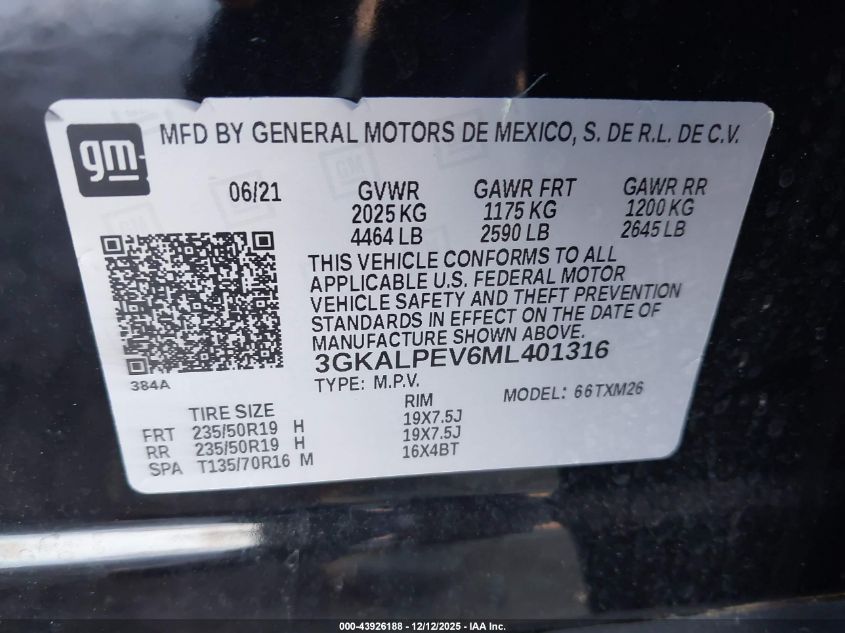 gm
MFD BY GENERAL MOTORS DE MEXICO, S. DE R.L. DE C.V.
06/21 GVWR GAWR FRT GAWR RR
2025 KG 1175 KG 1200 KG
4464 LB 2590 LB 2645 LB
THIS VEHICLE CONFORMS TO ALL
APPLICABLE U.S. FEDERAL MOTOR
VEHICLE SAFETY AND THEFT PREVENTION
STANDARDS IN EFFECT ON THE DATE OF
MANUFACTURE SHOWN ABOVE.
3GKALPEV6ML401316
384A
TYPE: M.P.V. MODEL: 66TXM26
TIRE SIZE RIM
FRT 235/50R19 H 19X7.5J
RR 235/50R19 H 19X7.5J
SPA T135/70R16 M 16X4BT
000-43926188 - 12/12/2025 - IAA Inc.